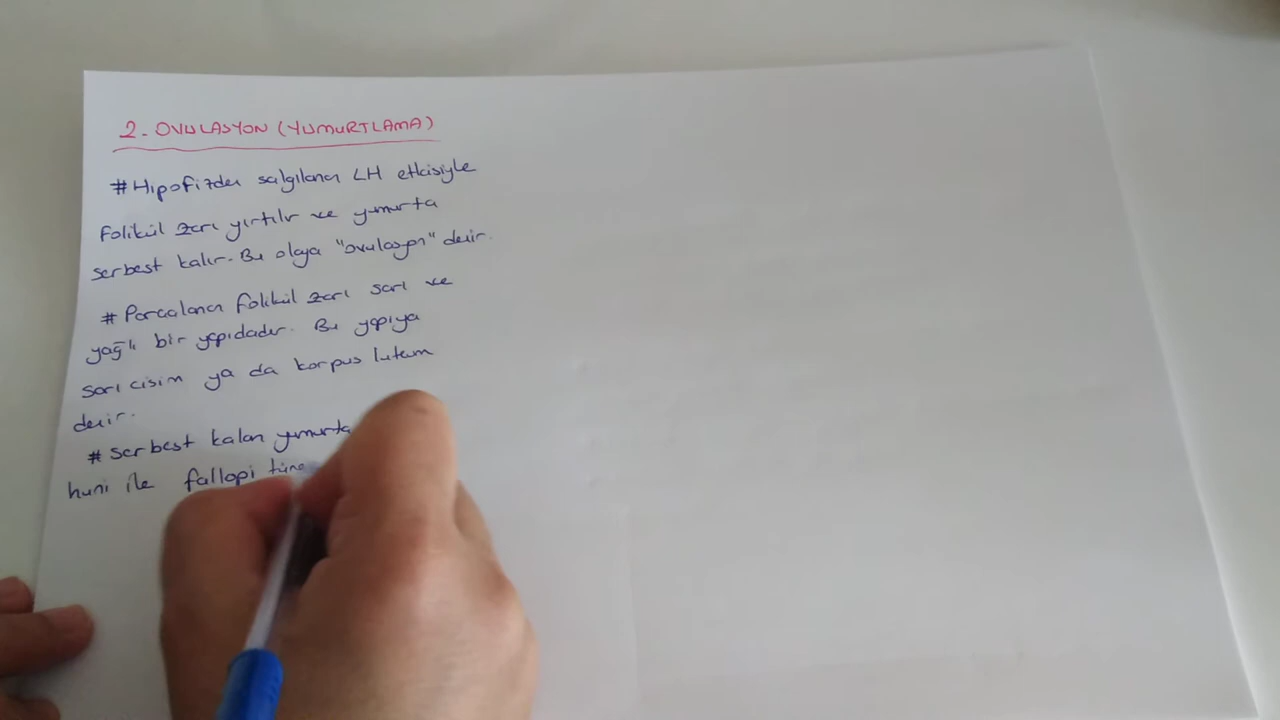 2. OVULASYON (YUMURTLAMA)
# Hipofizden salgılanan LH etkisiyle
folikül zarı yırtılır ve yumurta
serbest kalır. Bu olaya "ovulasyon" denir.
# Parçalanan folikül zarı sarı ve
yağlı bir yapıdadır. Bu yapıya
sarı cisim ya da korpus luteum
denir.
# Serbest kalan yumurta
huni ile fallopi tüne